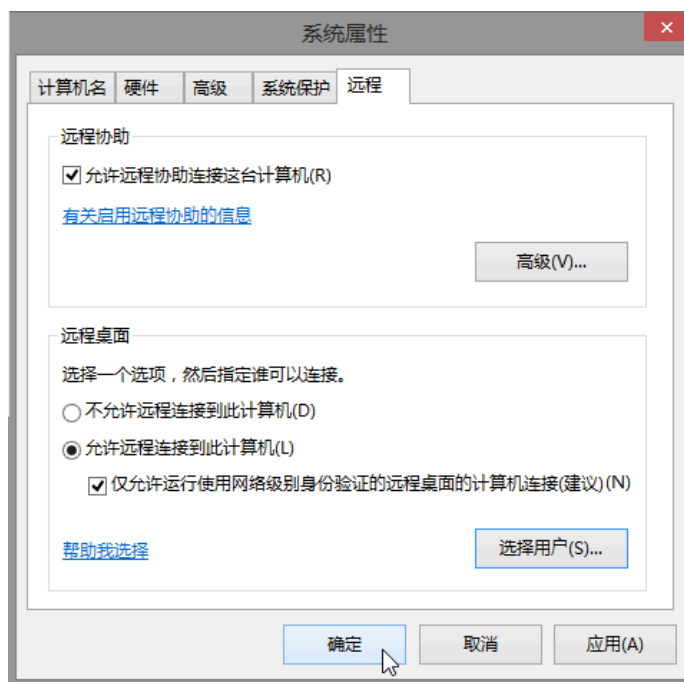 系统属性
计算机名 硬件 高级 系统保护 远程
远程协助
允许远程协助连接这台计算机(R)
有关启用远程协助的信息
高级(V)...
远程桌面
选择一个选项，然后指定谁可以连接。
不允许远程连接到此计算机(D)
允许远程连接到此计算机(L)
仅允许运行使用网络级别身份验证的远程桌面的计算机连接(建议)(N)
帮助我选择 选择用户(S)...
确定 取消 应用(A)